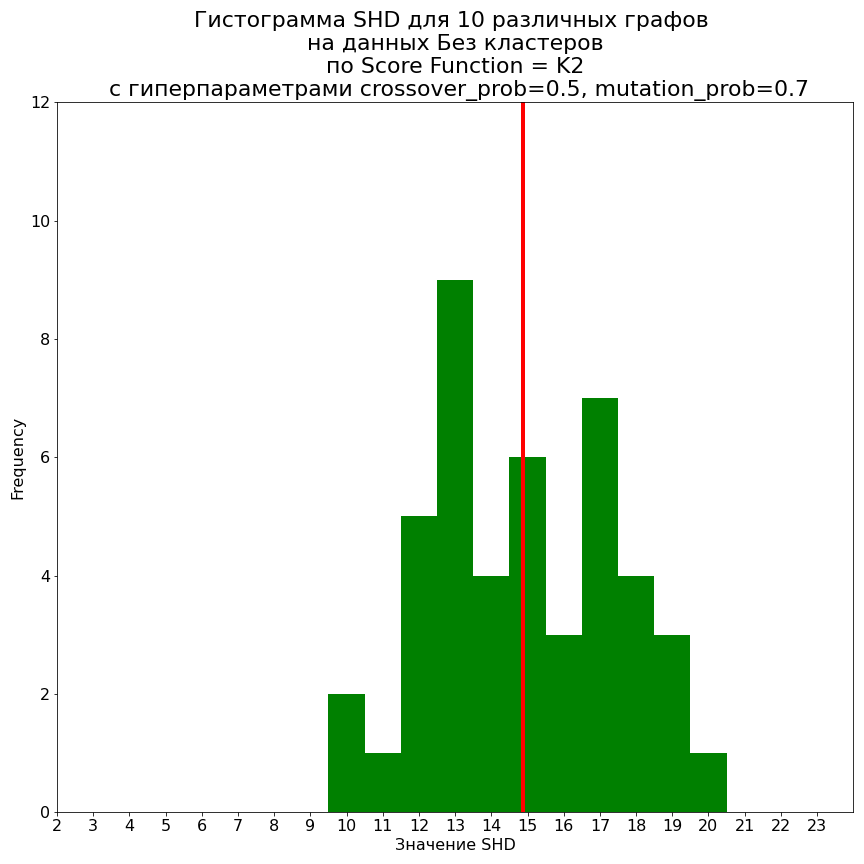 Гистограмма SHD для 10 различных графов
на данных Без кластеров
по Score Function = K2
с гиперпараметрами crossover_prob=0.5, mutation_prob=0.7
12
10
8
6
4
2
0
Frequency
2 3 4 5 6 7 8 9 10 11 12 13 14 15 16 17 18 19 20 21 22 23
Значение SHD